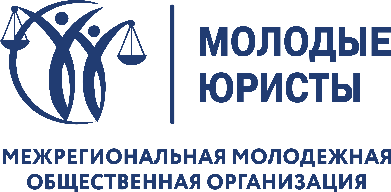 МОЛОДЫЕ
ЮРИСТЫ
МЕЖРЕГИОНАЛЬНАЯ МОЛОДЕЖНАЯ
ОБЩЕСТВЕННАЯ ОРГАНИЗАЦИЯ